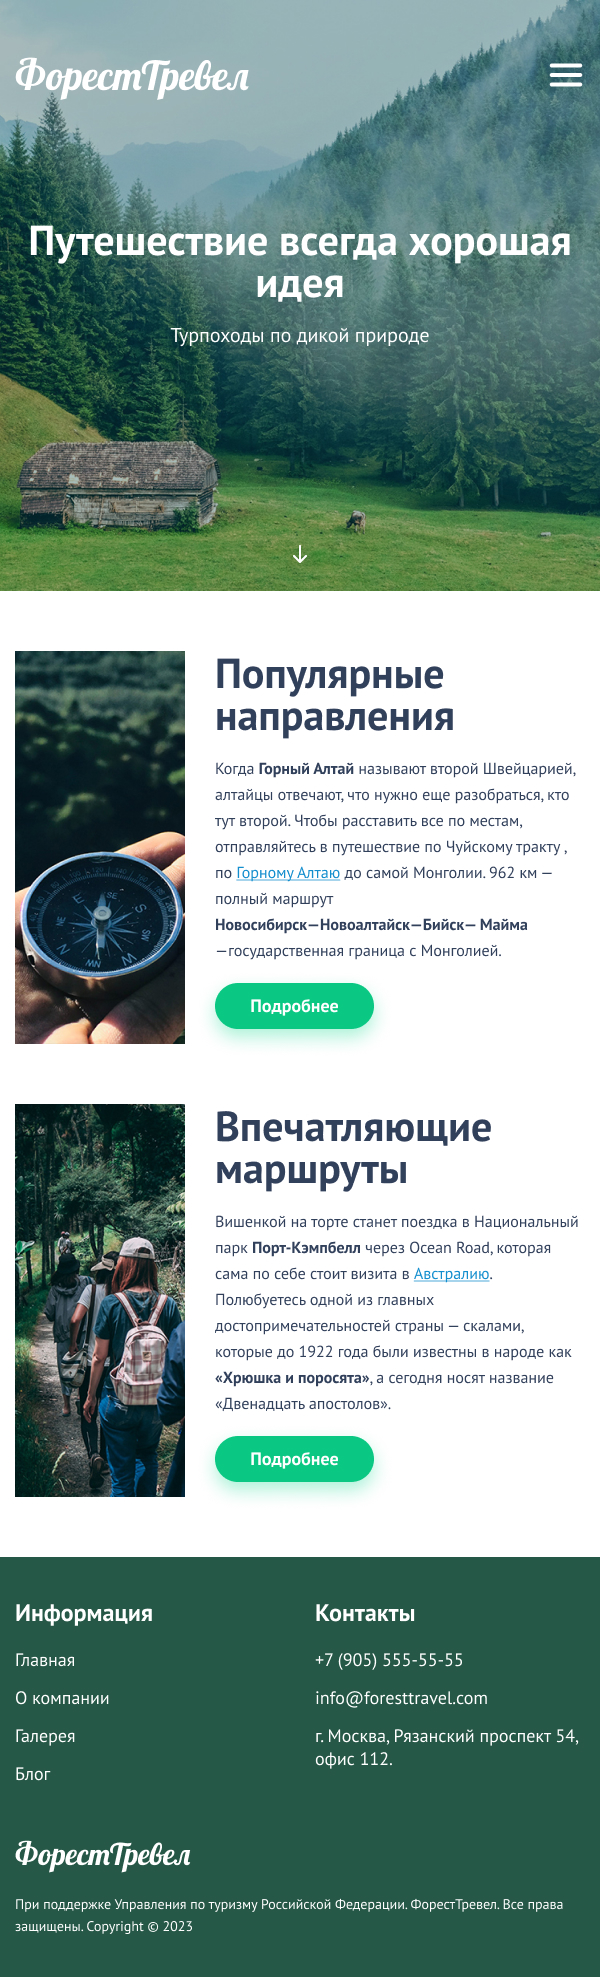 ФорестТревел
Путешествие всегда хорошая
идея
Турпоходы по дикой природе
Популярные
направления
Когда Горный Алтай называют второй Швейцарией,
алтайцы отвечают, что нужно еще разобраться, кто
тут второй. Чтобы расставить все по местам,
отправляйтесь в путешествие по Чуйскому тракту ,
по Горному Алтаю до самой Монголии. 962 км —
полный маршрут
Новосибирск—Новоалтайск—Бийск— Майма
—государственная граница с Монголией.
Подробнее
Впечатляющие
маршруты
Вишенкой на торте станет поездка в Национальный
парк Порт-Кэмпбелл через Ocean Road, которая
сама по себе стоит визита в Австралию.
Полюбуетесь одной из главных
достопримечательностей страны — скалами,
которые до 1922 года были известны в народе как
«Хрюшка и поросята», а сегодня носят название
«Двенадцать апостолов».
Подробнее
Информация
Главная
О компании
Галерея
Блог
Контакты
+7 (905) 555-55-55
info@foresttravel.com
г. Москва, Рязанский проспект 54,
офис 112.
ФорестТревел
При поддержке Управления по туризму Российской Федерации. ФорестТревел. Все права
защищены. Copyright © 2023